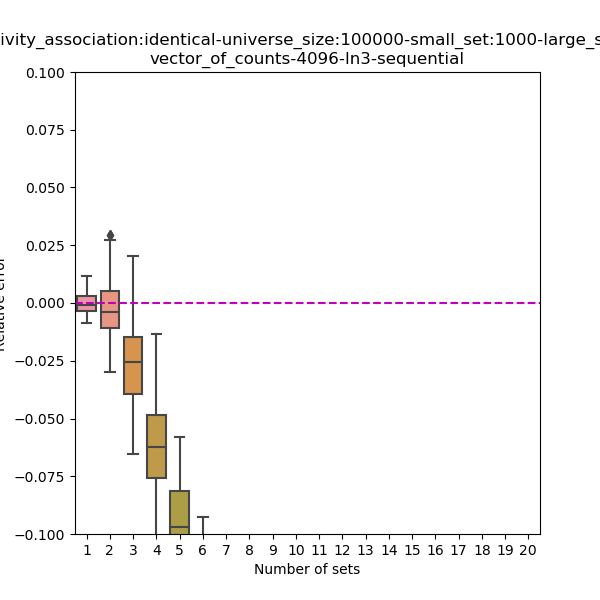 ivity_association:identical-universe_size:100000-small_set:1000-large_s
vector_of_counts-4096-ln3-sequential
0.100
0.075
0.050
0.025
0.000
−0.025
−0.050
−0.075
−0.100
Relative error
1 2 3 4 5 6 7 8 9 10 11 12 13 14 15 16 17 18 19 20
Number of sets